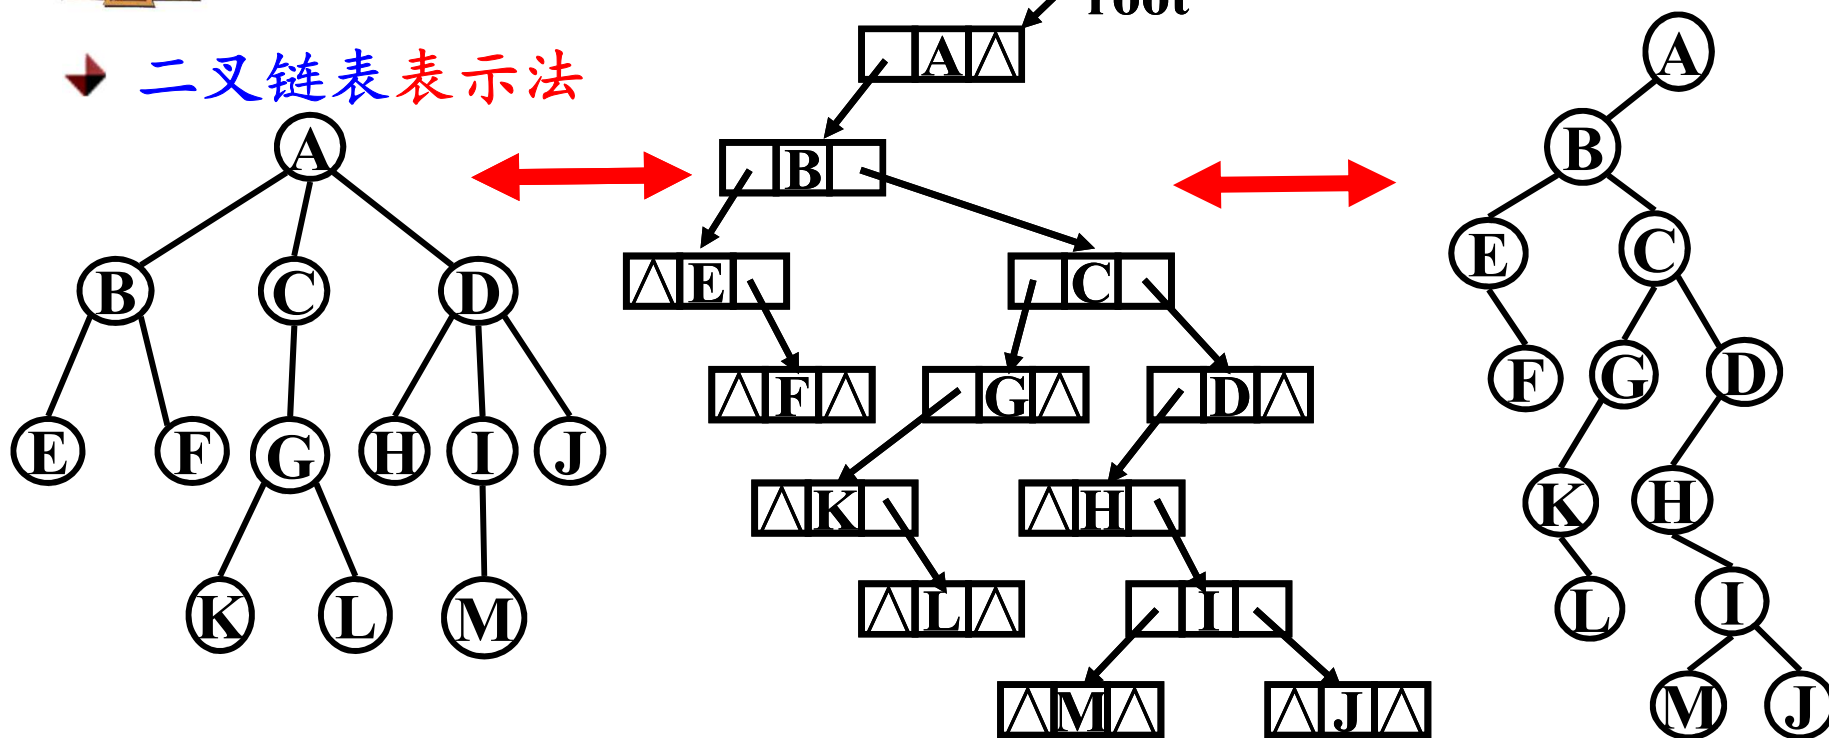 root
二叉链表表示法
A
B C D
E F G H I J
K L M
A ∧
B
∧ E C
∧ F ∧ G ∧ D ∧
∧ K ∧ H
∧ L ∧ I
∧ M ∧ ∧ J ∧
A
B
E C
F G D
K H
L I
M J